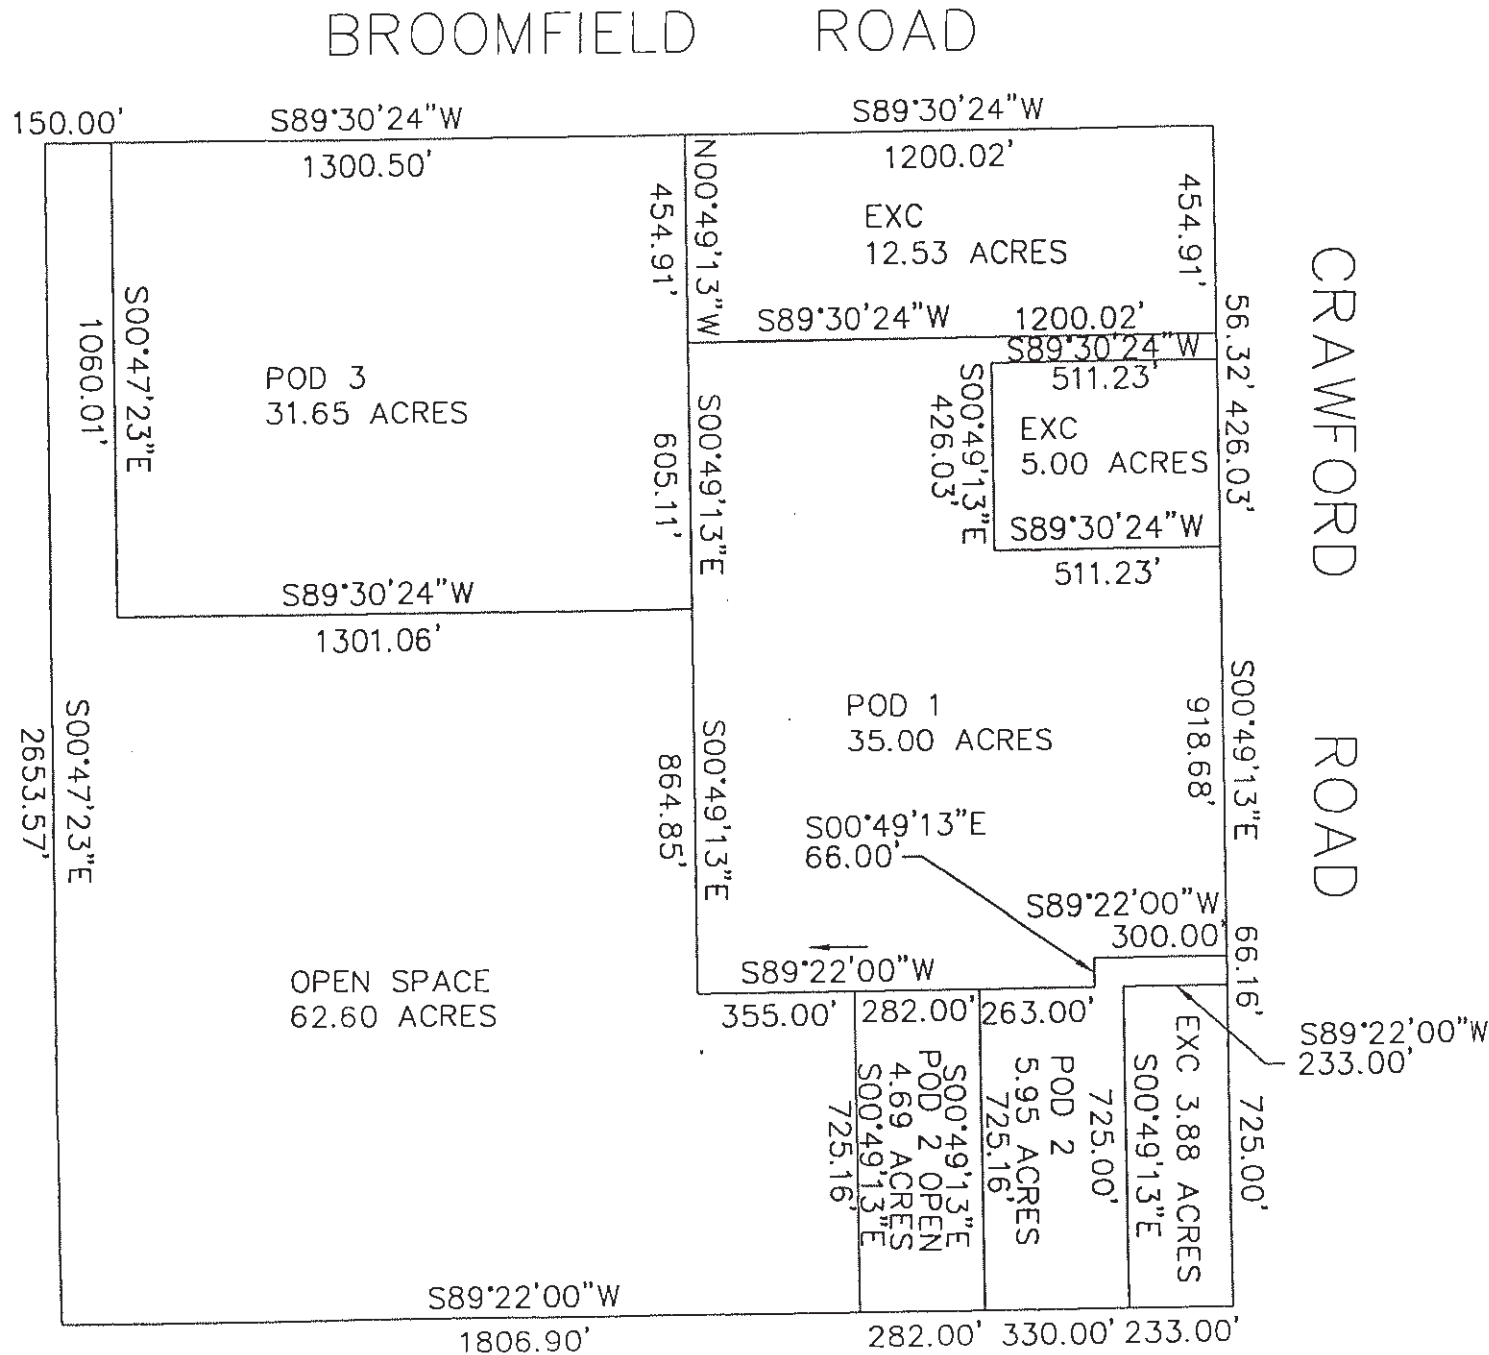 BROOMFIELD ROAD
150.00'
S89°30'24"W
1300.50'
S89°30'24"W
1200.02'
N00°49'13"W
454.91'
EXC
12.53 ACRES
454.91'
CRAWFORD ROAD
S89°30'24"W 1200.02'
56.32'
S89°30'24"W
511.23'
S00°47'23"E
1060.01'
POD 3
31.65 ACRES
S00°49'13"E
605.11'
S00°49'13"E
426.03'
EXC
5.00 ACRES
426.03'
S89°30'24"W
511.23'
S89°30'24"W
1301.06'
S00°47'23"E
2653.57'
S00°49'13"E
864.85'
POD 1
35.00 ACRES
S00°49'13"E
918.68'
S00°49'13"E
66.00'
S89°22'00"W
300.00'
66.16'
S89°22'00"W
OPEN SPACE
62.60 ACRES
355.00'
282.00'
263.00'
S89°22'00"W
233.00'
S00°49'13"E
POD 2 OPEN
4.69 ACRES
S00°49'13"E
725.16'
POD 2
5.95 ACRES
725.16'
725.00'
EXC 3.88 ACRES
S00°49'13"E
725.00'
S89°22'00"W
1806.90'
282.00'
330.00'
233.00'